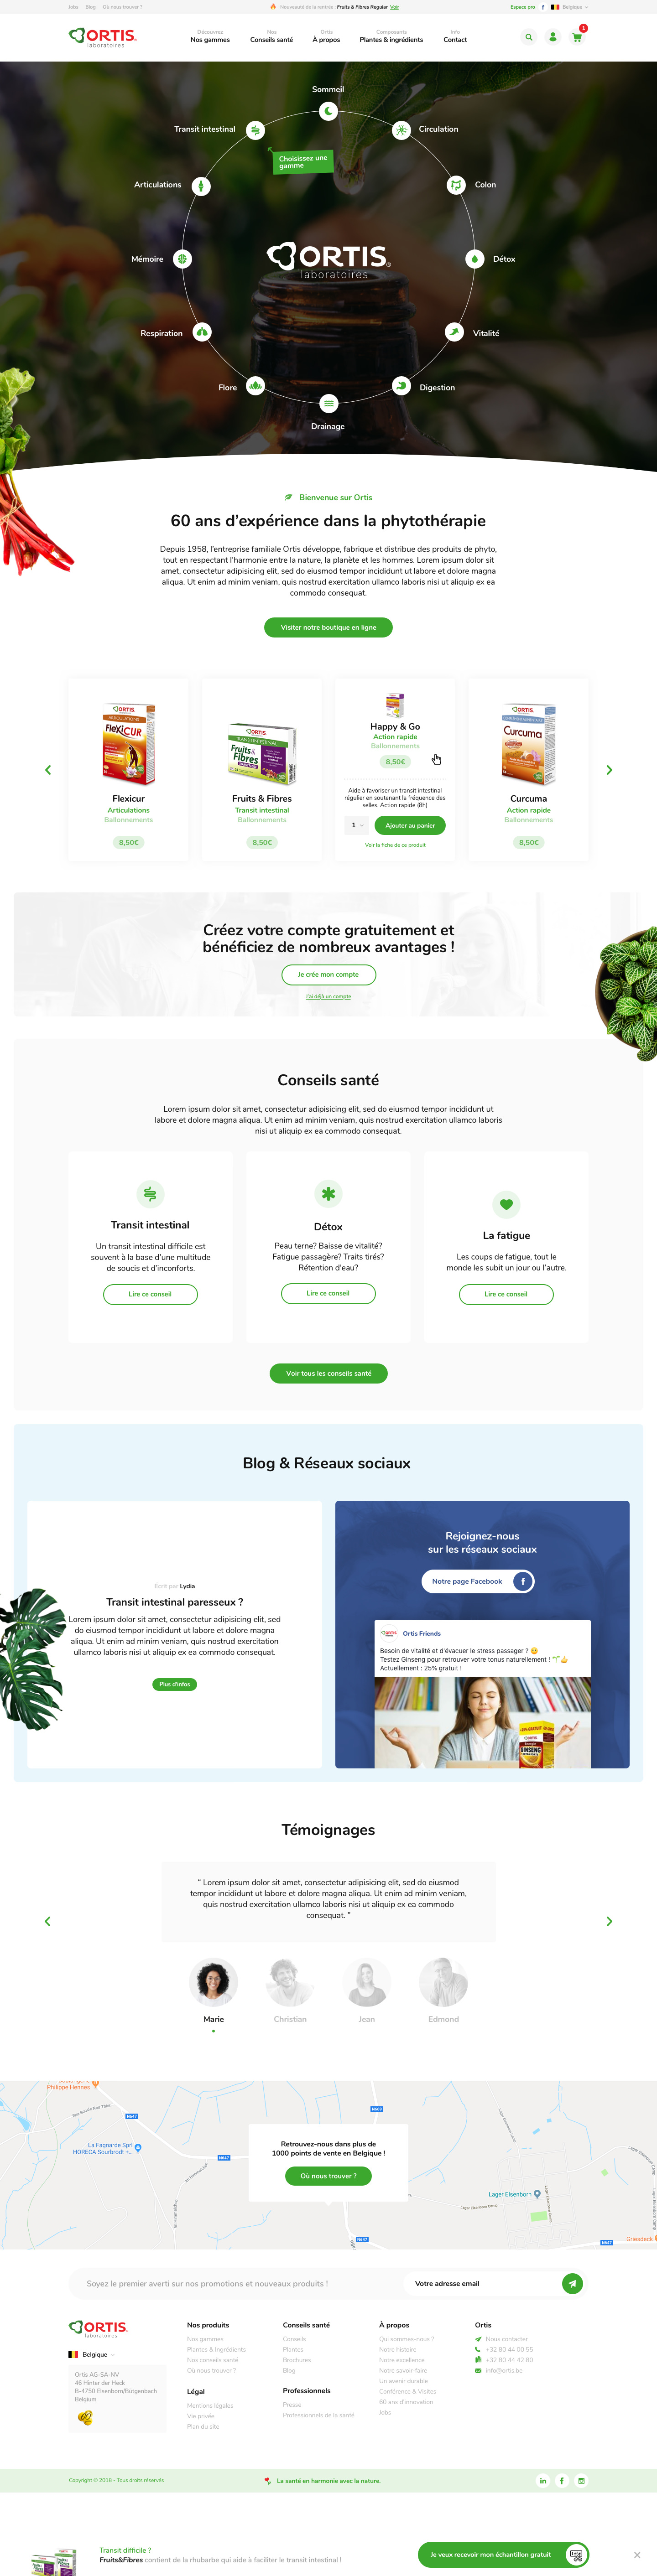 Jobs Blog Où nous trouver ?
Nouveauté de la rentrée : Fruits & Fibres Regular Voir
Espace pro f Belgique
ORTIS
laboratoires
Découvrez
Nos gammes
Nos
Conseils santé
Ortis
À propos
Composants
Plantes & ingrédients
Info
Contact
1
Sommeil
Transit intestinal
Circulation
Choisissez une
gamme
Articulations
Colon
Mémoire
ORTIS®
laboratoires
Détox
Respiration
Vitalité
Flore
Digestion
Drainage
Bienvenue sur Ortis
60 ans d’expérience dans la phytothérapie
Depuis 1958, l’entreprise familiale Ortis développe, fabrique et distribue des produits de phyto,
tout en respectant l’harmonie entre la nature, la planète et les hommes. Lorem ipsum dolor sit
amet, consectetur adipisicing elit, sed do eiusmod tempor incididunt ut labore et dolore magna
aliqua. Ut enim ad minim veniam, quis nostrud exercitation ullamco laboris nisi ut aliquip ex ea
commodo consequat.
Visiter notre boutique en ligne
ORTIS
ARTICULATIONS
FLEXICUR
Flexicur
Articulations
Ballonnements
8,50€
ORTIS
TRANSIT INTESTINAL
Fruits & Fibres
Fruits & Fibres
Transit intestinal
Ballonnements
8,50€
Happy & Go
Action rapide
Ballonnements
8,50€
Aide à favoriser un transit intestinal
régulier en soutenant la fréquence des
selles. Action rapide (8h)
1
Ajouter au panier
Voir la fiche de ce produit
ORTIS
Curcuma
Curcuma
Action rapide
Ballonnements
8,50€
Créez votre compte gratuitement et
bénéficiez de nombreux avantages !
Je crée mon compte
J’ai déjà un compte
Conseils santé
Lorem ipsum dolor sit amet, consectetur adipisicing elit, sed do eiusmod tempor incididunt ut
labore et dolore magna aliqua. Ut enim ad minim veniam, quis nostrud exercitation ullamco laboris
nisi ut aliquip ex ea commodo consequat.
Transit intestinal
Un transit intestinal difficile est
souvent à la base d’une multitude
de soucis et d’inconforts.
Lire ce conseil
Détox
Peau terne? Baisse de vitalité?
Fatigue passagère? Traits tirés?
Rétention d’eau?
Lire ce conseil
La fatigue
Les coups de fatigue, tout le
monde les subit un jour ou l’autre.
Lire ce conseil
Voir tous les conseils santé
Blog & Réseaux sociaux
Écrit par Lydia
Transit intestinal paresseux ?
Lorem ipsum dolor sit amet, consectetur adipisicing elit, sed
do eiusmod tempor incididunt ut labore et dolore magna
aliqua. Ut enim ad minim veniam, quis nostrud exercitation
ullamco laboris nisi ut aliquip ex ea commodo consequat.
Plus d’infos
Rejoignez-nous
sur les réseaux sociaux
Notre page Facebook f
Ortis Friends
Besoin de vitalité et d’évacuer le stress passager ? 😊
Testez Ginseng pour retrouver votre tonus naturellement ! 🌱👍
Actuellement : 25% gratuit !
GINSENG
Témoignages
“ Lorem ipsum dolor sit amet, consectetur adipisicing elit, sed do eiusmod
tempor incididunt ut labore et dolore magna aliqua. Ut enim ad minim veniam,
quis nostrud exercitation ullamco laboris nisi ut aliquip ex ea commodo
consequat. ”
Marie
Christian
Jean
Edmond
Philippe Hennes
N647
N669
La Fagnarde Sprl
HORECA Sourbrodt
N647
Retrouvez-nous dans plus de
1000 points de vente en Belgique !
Où nous trouver ?
Lager Elsenborn
N647
N647
Griesdeck
Soyez le premier averti sur nos promotions et nouveaux produits !
Votre adresse email
ORTIS
laboratoires
Belgique
Ortis AG-SA-NV
46 Hinter der Heck
B-4750 Elsenborn/Bütgenbach
Belgium
Nos produits
Nos gammes
Plantes & Ingrédients
Nos conseils santé
Où nous trouver ?
Légal
Mentions légales
Vie privée
Plan du site
Conseils santé
Conseils
Plantes
Brochures
Blog
Professionnels
Presse
Professionnels de la santé
À propos
Qui sommes-nous ?
Notre histoire
Notre excellence
Notre savoir-faire
Un avenir durable
Conférence & Visites
60 ans d’innovation
Jobs
Ortis
Nous contacter
+32 80 44 00 55
+32 80 44 42 80
info@ortis.be
Copyright © 2018 - Tous droits réservés
La santé en harmonie avec la nature.
in f
Transit difficile ?
Fruits&Fibres contient de la rhubarbe qui aide à faciliter le transit intestinal !
Je veux recevoir mon échantillon gratuit